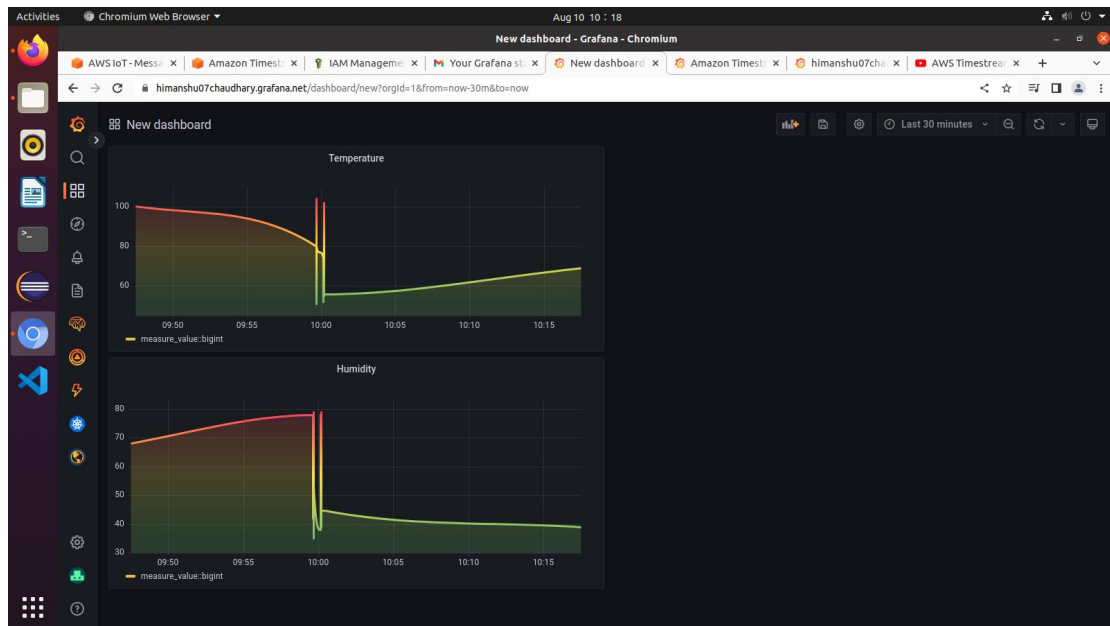 Activities Chromium Web Browser Aug 10 10:18
New dashboard - Grafana - Chromium
AWS IoT - Messa Amazon Timest IAM Managemen Your Grafana st New dashboard Amazon Timest himanshu07cha AWS Timestream
himanshu07chaudhary.grafana.net/dashboard/new?orgId=1&from=now-30m&to=now
New dashboard Last 30 minutes
Temperature
100
80
60
09:50 09:55 10:00 10:05 10:10 10:15
measure_value::bigint
Humidity
80
70
60
50
40
30
09:50 09:55 10:00 10:05 10:10 10:15
measure_value::bigint